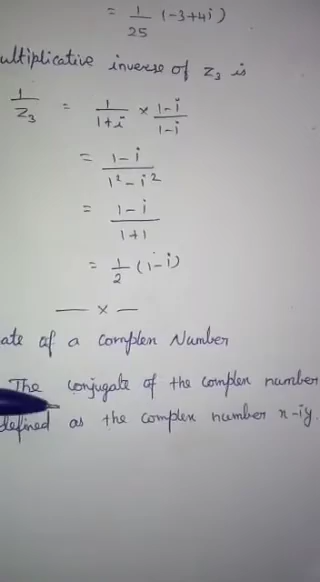 = 1/25 (-3+4i)
ultiplicative inverse of z₃ is
1/z₃ = 1/1+i × 1-i/1-i
= 1-i/1²-i²
= 1-i/1+1
= 1/2 (1-i)
— × —
ate of a complex Number
The conjugate of the complex number
defined as the complex number x-iy.